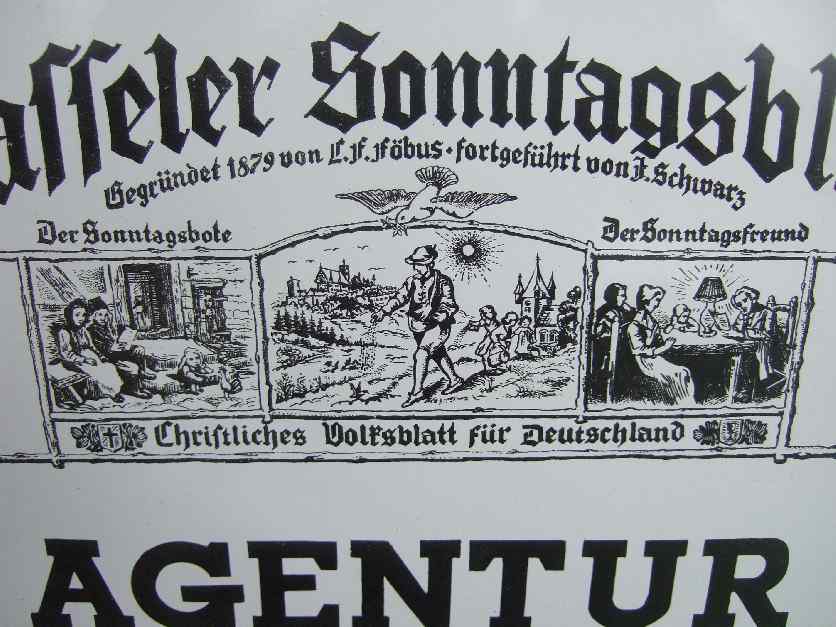 asseler Sonntagsbl
Gegründet 1879 von L.F. Föbus · fortgeführt von J. Schwarz
Der Sonntagsbote
Der Sonntagsfreund
Christliches Volksblatt für Deutschland
AGENTUR